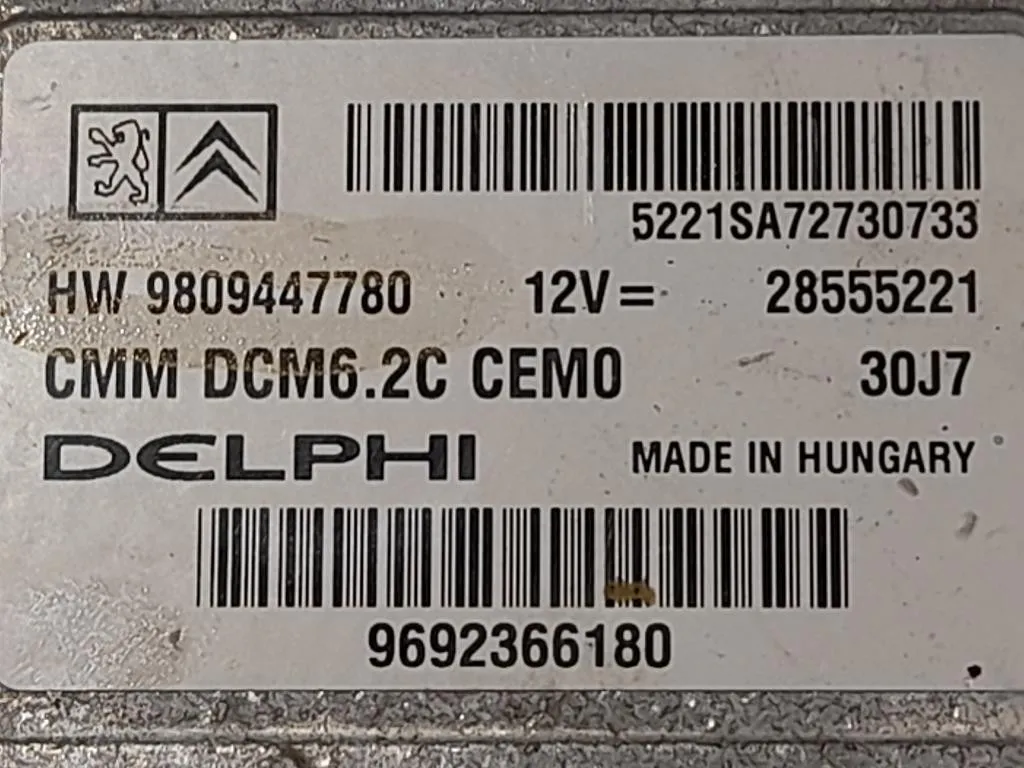 5221SA72730733
HW 9809447780 12V= 28555221
CMM DCM6.2C CEM0 30J7
DELPHI MADE IN HUNGARY
9692366180